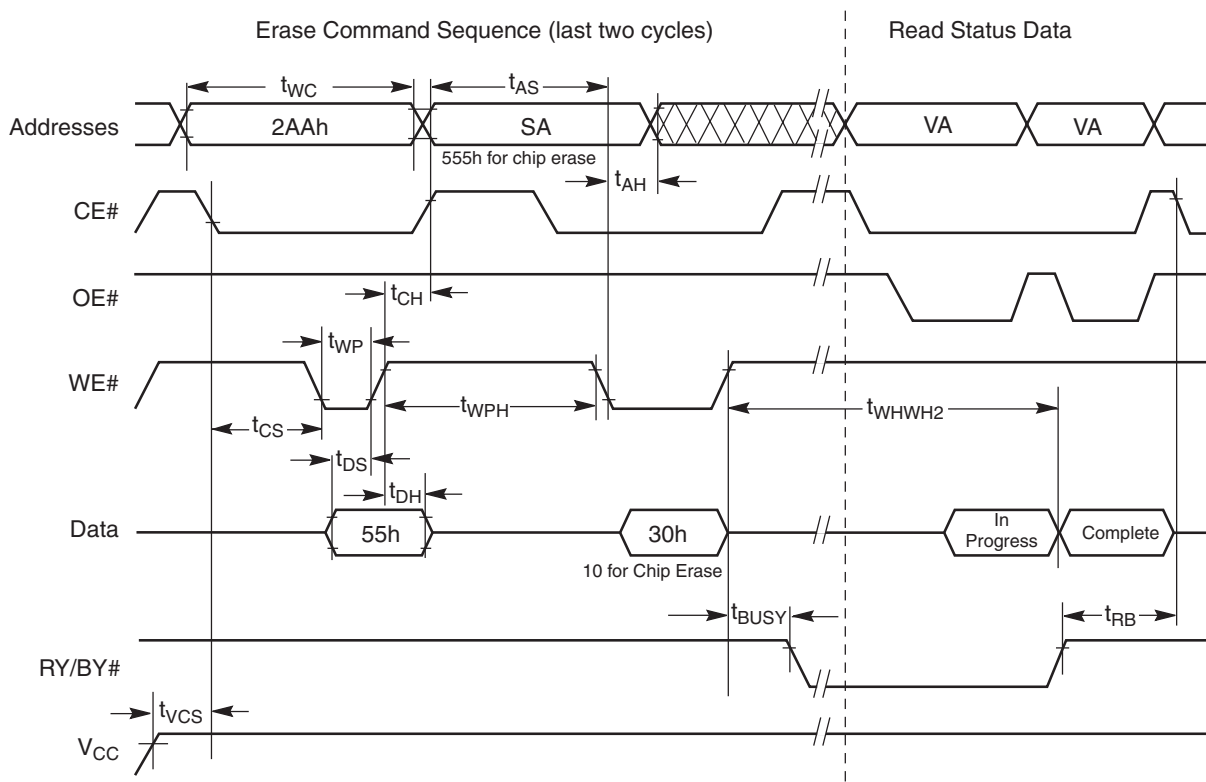 Erase Command Sequence (last two cycles)
Read Status Data
tWC
tAS
Addresses
2AAh
SA
VA
VA
555h for chip erase
tAH
CE#
OE#
tCH
tWP
WE#
tWPH
tWHWH2
tCS
tDS
tDH
Data
55h
30h
In
Progress
Complete
10 for Chip Erase
tBUSY
tRB
RY/BY#
tVCS
VCC